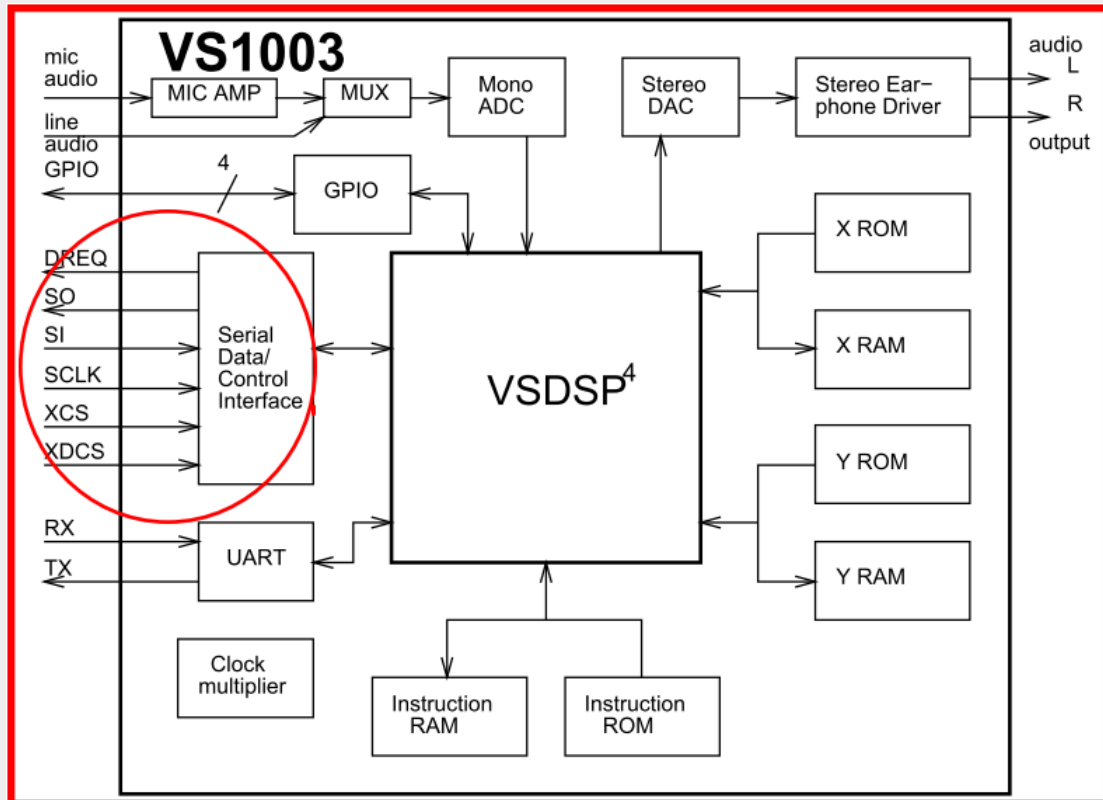 VS1003
mic
audio
MIC AMP
MUX
Mono
ADC
Stereo
DAC
Stereo Ear-
phone Driver
audio
L
R
output
line
audio
GPIO
4
GPIO
X ROM
DREQ
SO
SI
SCLK
XCS
XDCS
Serial
Data/
Control
Interface
VSDSP4
X RAM
Y ROM
Y RAM
RX
TX
UART
Clock
multiplier
Instruction
RAM
Instruction
ROM